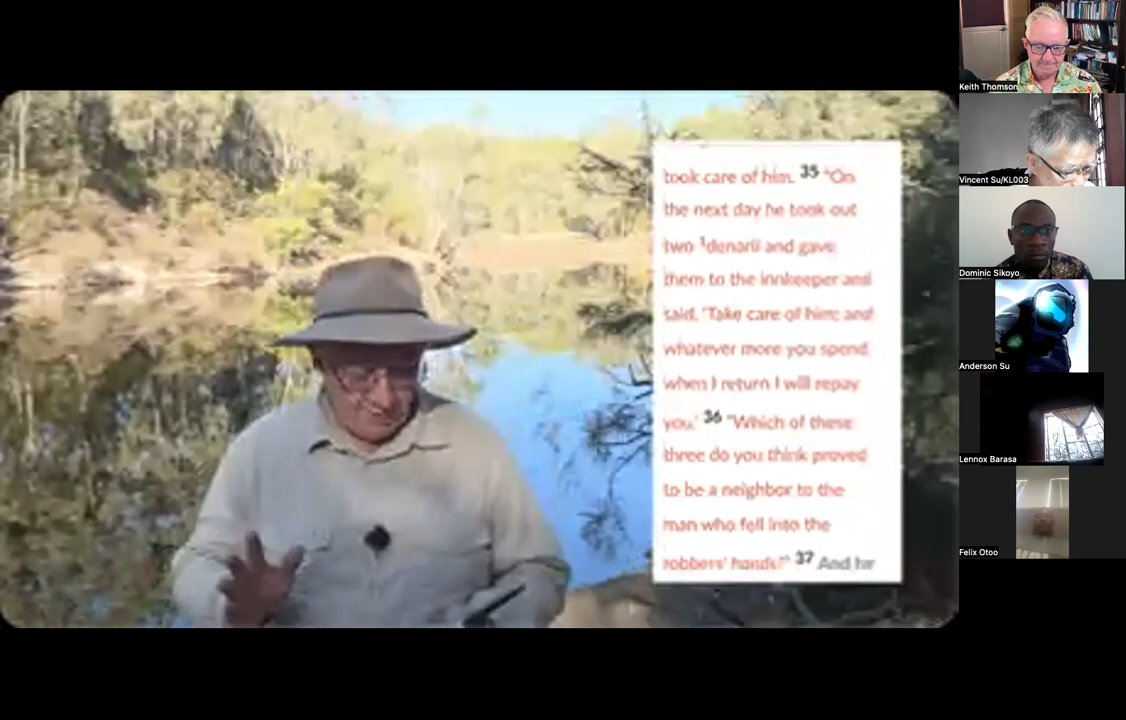 took care of him. 35 "On
the next day he took out
two 1denarii and gave
them to the innkeeper and
said, 'Take care of him; and
whatever more you spend,
when I return I will repay
you.' 36 "Which of these
three do you think proved
to be a neighbor to the
man who fell into the
robbers' hands?" 37 And he
Keith Thomson
Vincent Su/KL003
Dominic Sikoyo
Anderson Su
Lennox Barasa
Felix Otoo